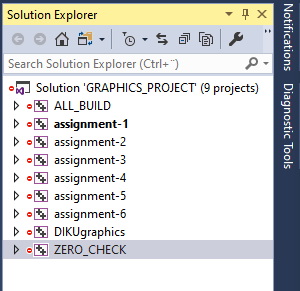 Solution Explorer
Search Solution Explorer (Ctrl+¨)
Solution 'GRAPHICS_PROJECT' (9 projects)
ALL_BUILD
assignment-1
assignment-2
assignment-3
assignment-4
assignment-5
assignment-6
DIKUgraphics
ZERO_CHECK
Notifications
Diagnostic Tools